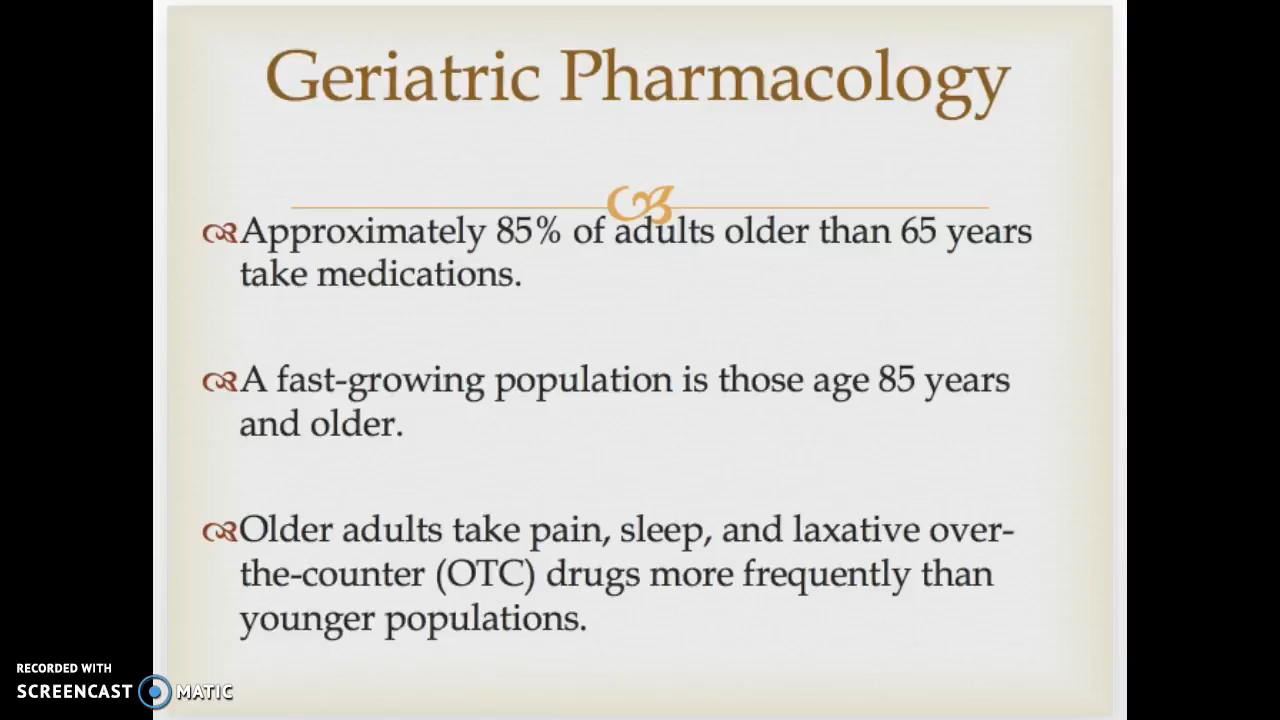 Geriatric Pharmacology
Approximately 85% of adults older than 65 years
take medications.
A fast-growing population is those age 85 years
and older.
Older adults take pain, sleep, and laxative over-
the-counter (OTC) drugs more frequently than
younger populations.
RECORDED WITH
SCREENCAST MATIC